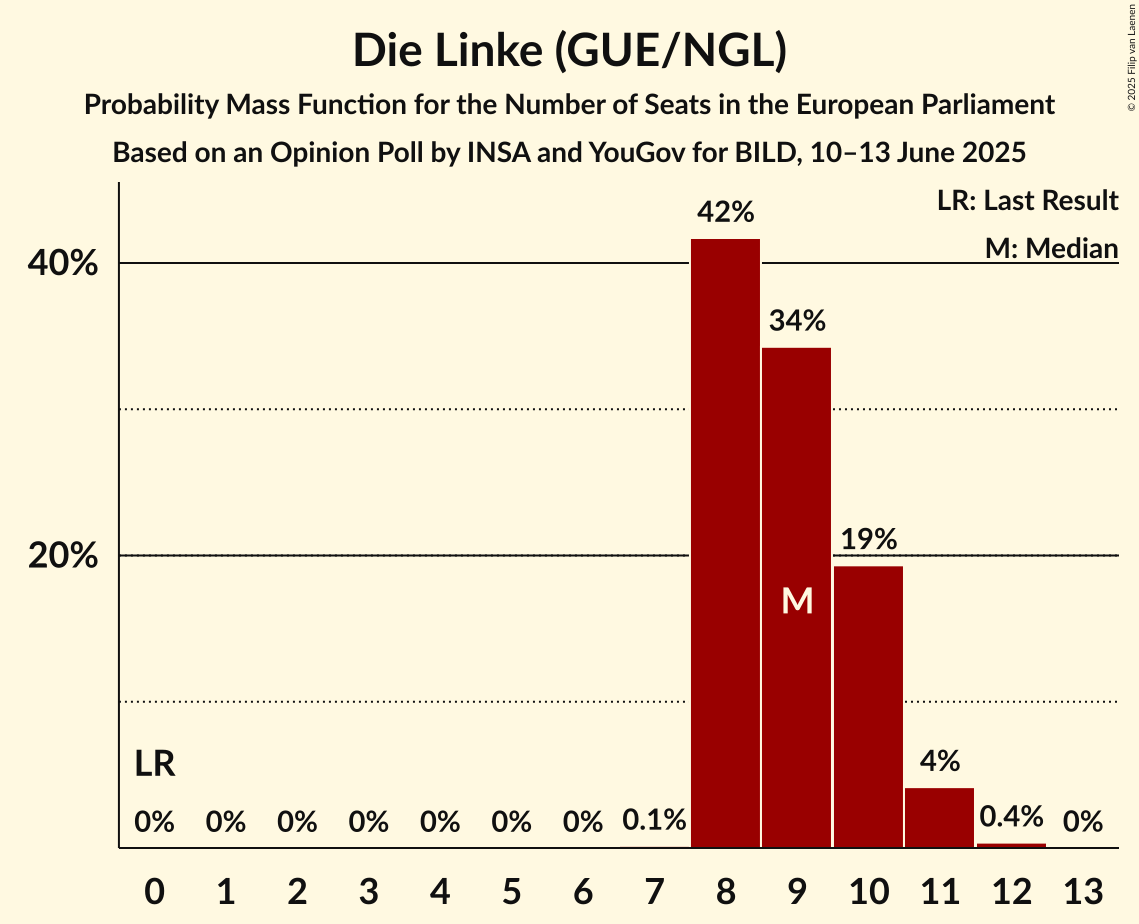 Die Linke (GUE/NGL)
Probability Mass Function for the Number of Seats in the European Parliament
Based on an Opinion Poll by INSA and YouGov for BILD, 10–13 June 2025
© 2025 Filip van Laenen
LR: Last Result
M: Median
42%
40%
34%
20%
19%
M
LR
4%
0% 0% 0% 0% 0% 0% 0% 0.1% 0.4% 0%
0 1 2 3 4 5 6 7 8 9 10 11 12 13